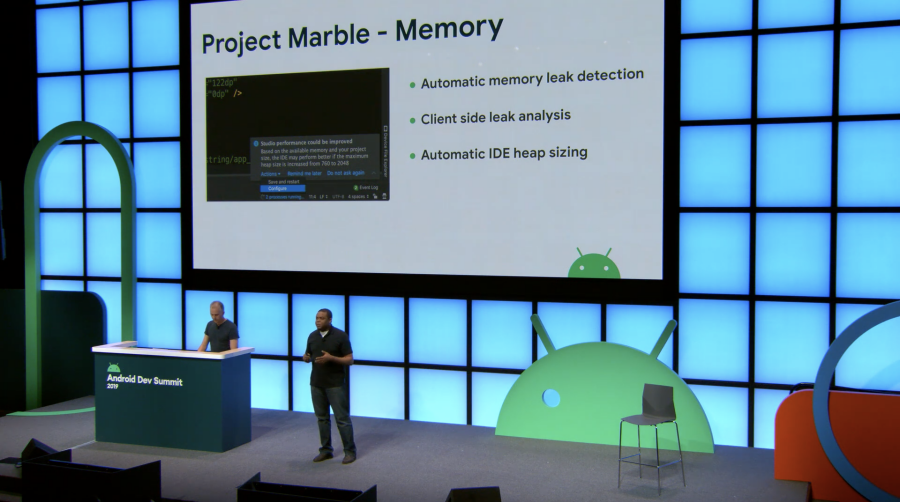 Project Marble - Memory
"122dp"
"0dp" />
Automatic memory leak detection
Client side leak analysis
Automatic IDE heap sizing
string/app_
Studio performance could be improved
Based on the available memory and your project
size, the IDE may perform better if the maximum
heap size is increased from 760 to 2048
Actions Remind me later Do not ask again
Save and restart
Configure
Event Log
Android Dev Summit
2019